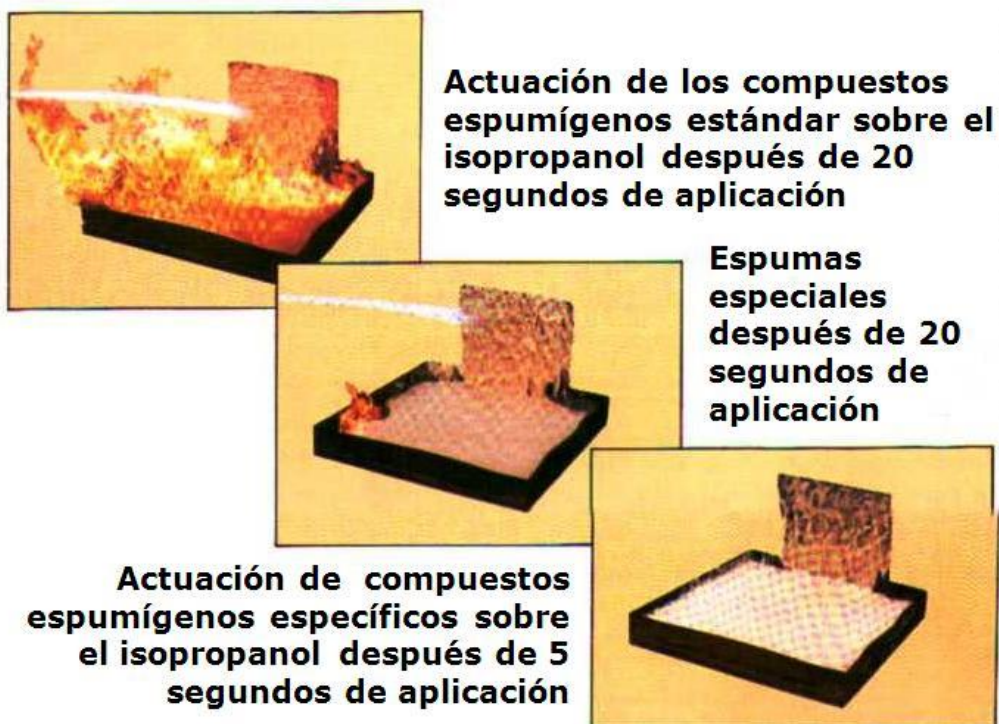 Actuación de los compuestos
espumígenos estándar sobre el
isopropanol después de 20
segundos de aplicación
Espumas
especiales
después de 20
segundos de
aplicación
Actuación de compuestos
espumígenos específicos sobre
el isopropanol después de 5
segundos de aplicación